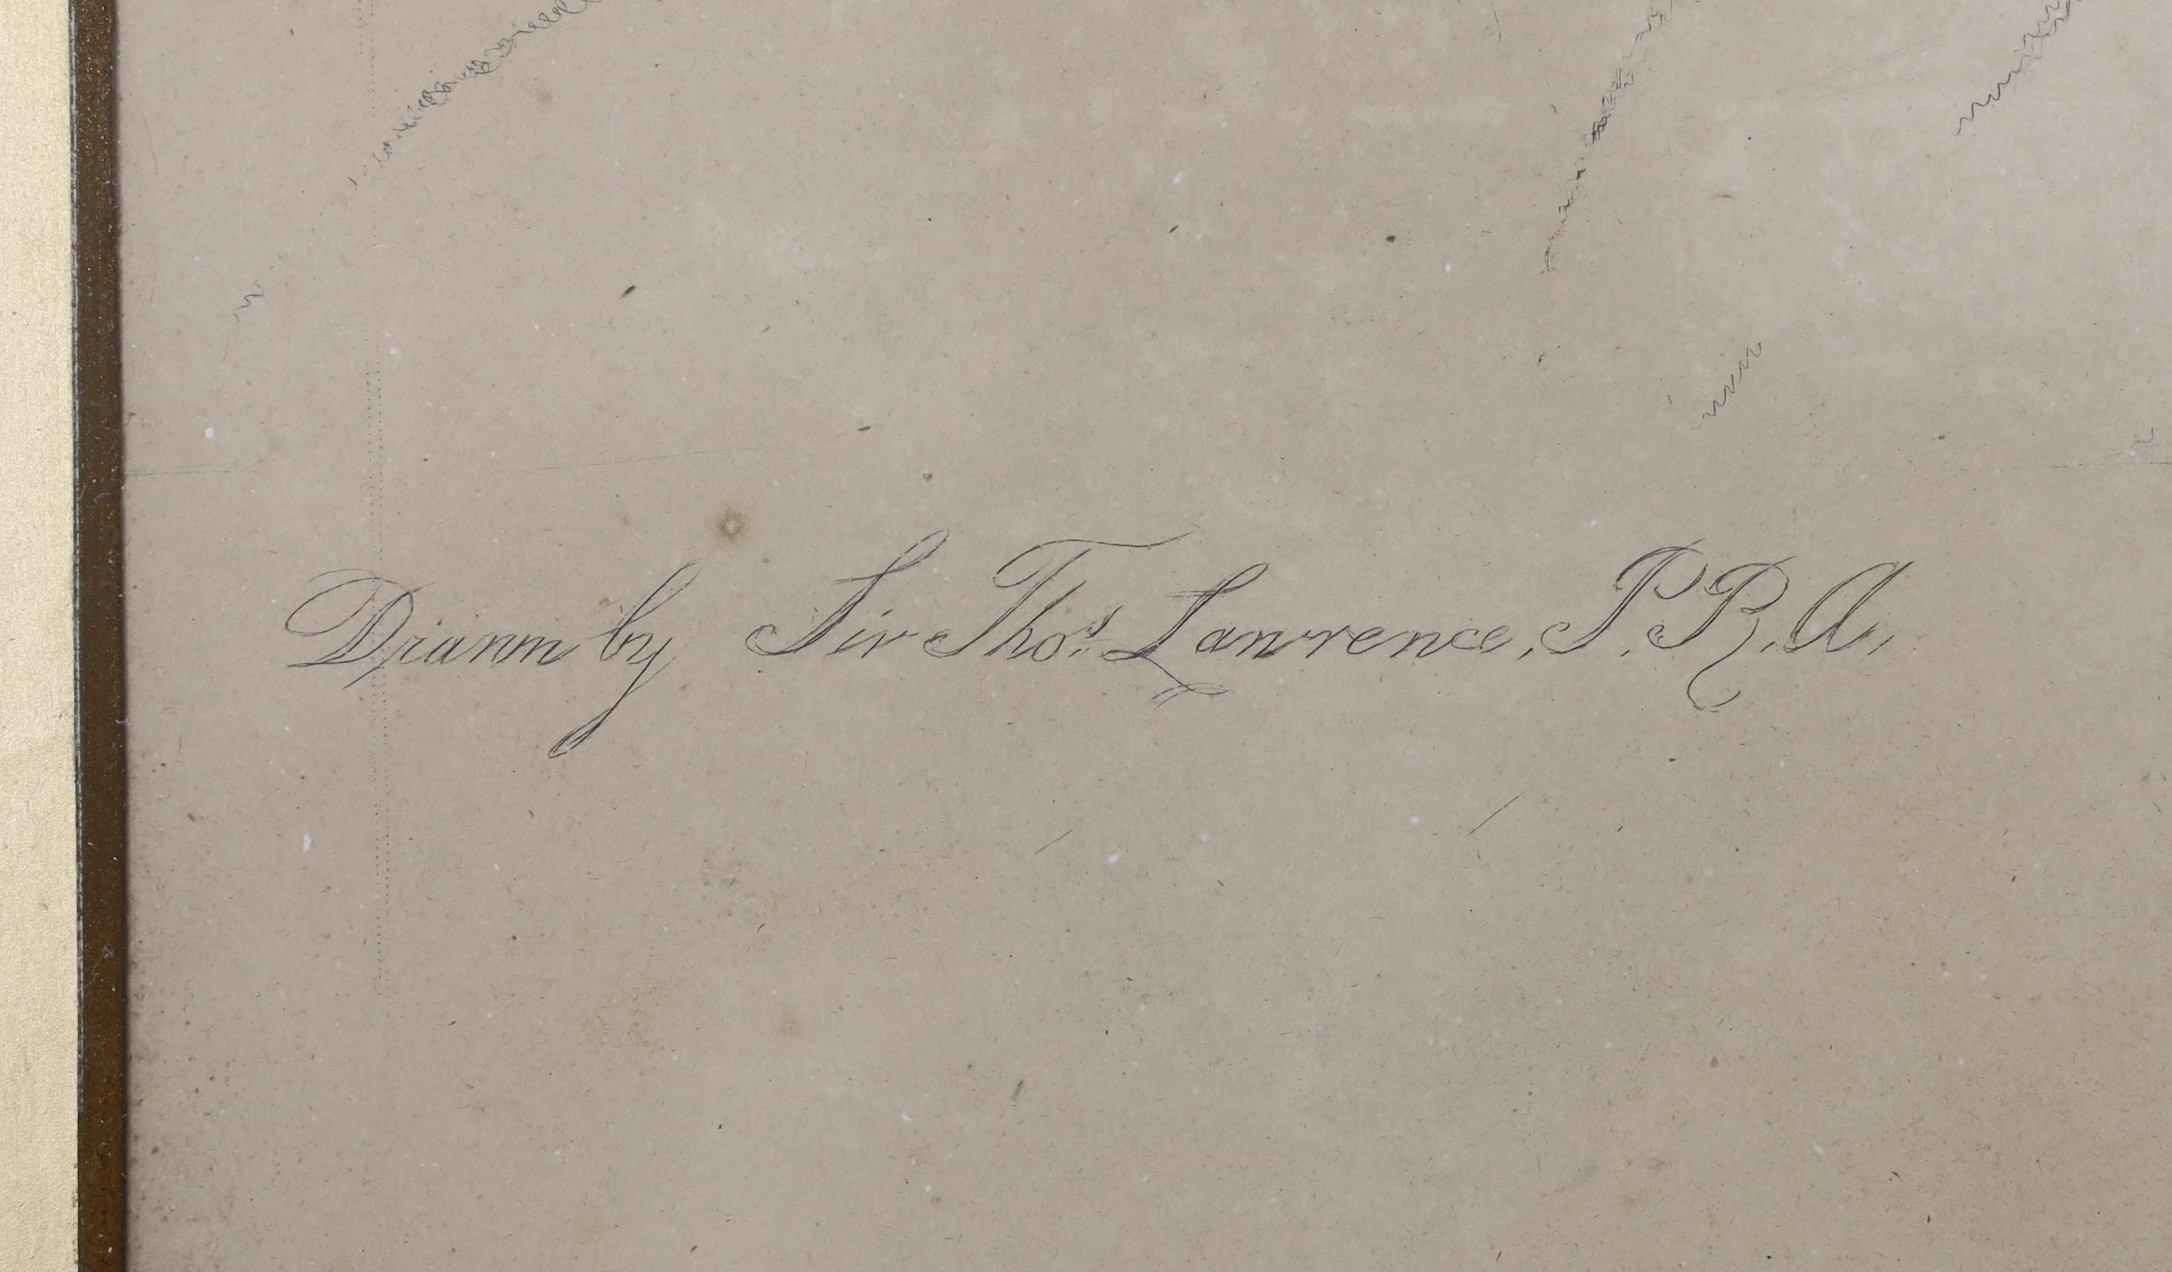 Drawn by Sir Thos. Lawrence, P.R.A.